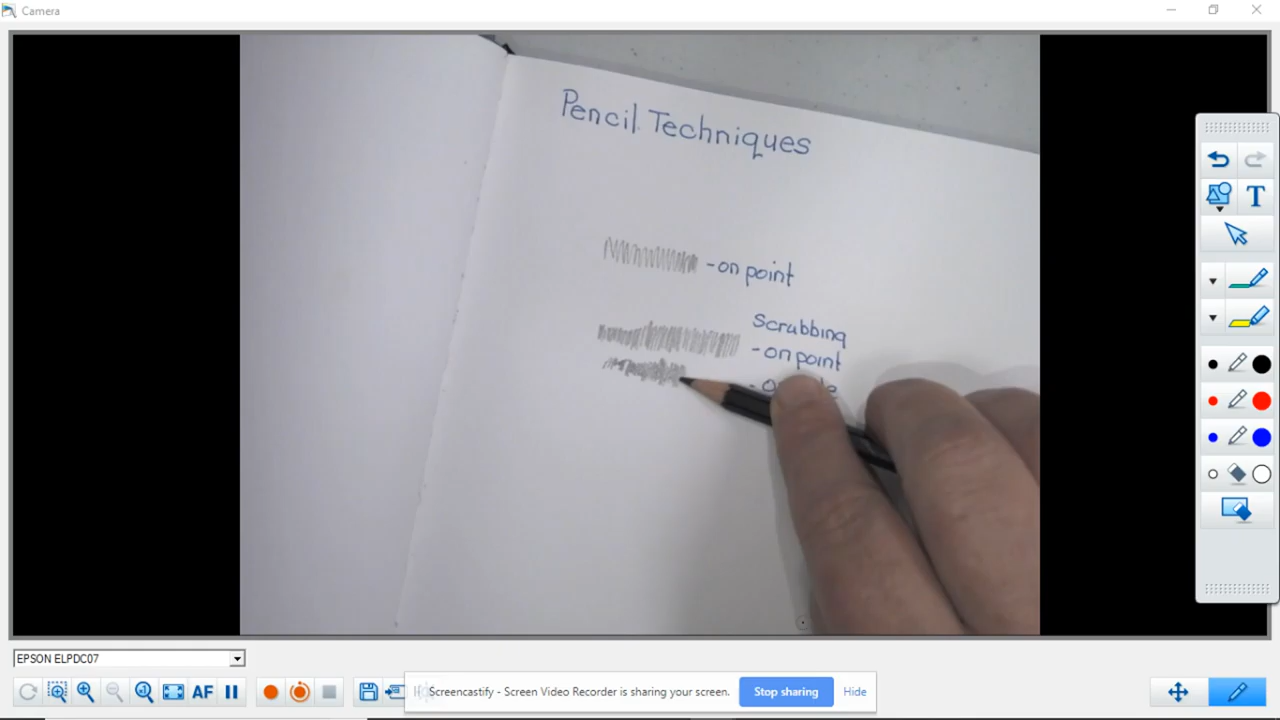 Camera
Pencil Techniques
- on point
Scrubbing
- on point
EPSON ELPDC07
AF
Screencastify - Screen Video Recorder is sharing your screen.
Stop sharing
Hide
T